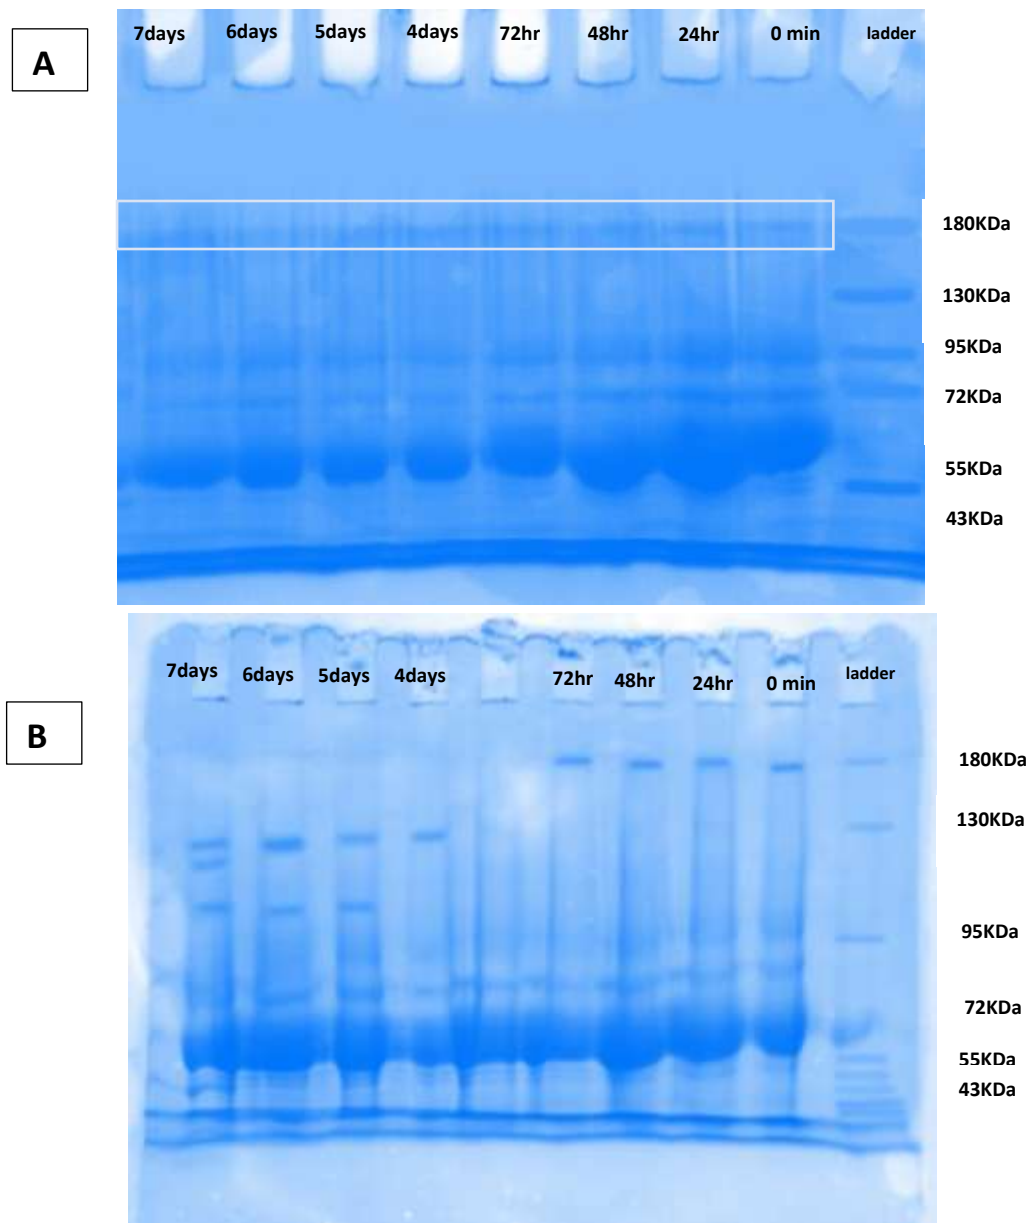 A
7days 6days 5days 4days 72hr 48hr 24hr 0 min ladder
180KDa
130KDa
95KDa
72KDa
55KDa
43KDa
B
7days 6days 5days 4days 72hr 48hr 24hr 0 min ladder
180KDa
130KDa
95KDa
72KDa
55KDa
43KDa